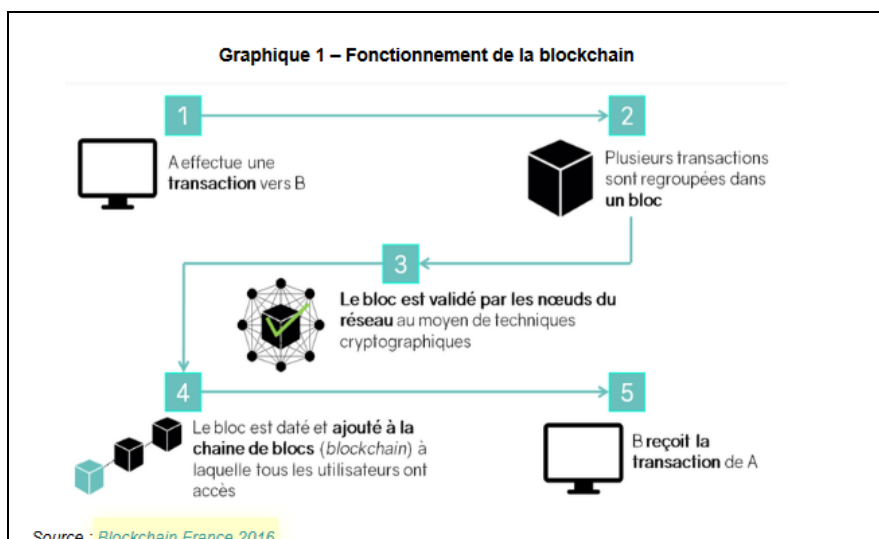 Graphique 1 – Fonctionnement de la blockchain
1
2
A effectue une
transaction vers B
Plusieurs transactions
sont regroupées dans
un bloc
3
Le bloc est validé par les nœuds du
réseau au moyen de techniques
cryptographiques
4
5
Le bloc est daté et ajouté à la
chaine de blocs (blockchain) à
laquelle tous les utilisateurs ont
accès
B reçoit la
transaction de A
Source : Blockchain France 2016